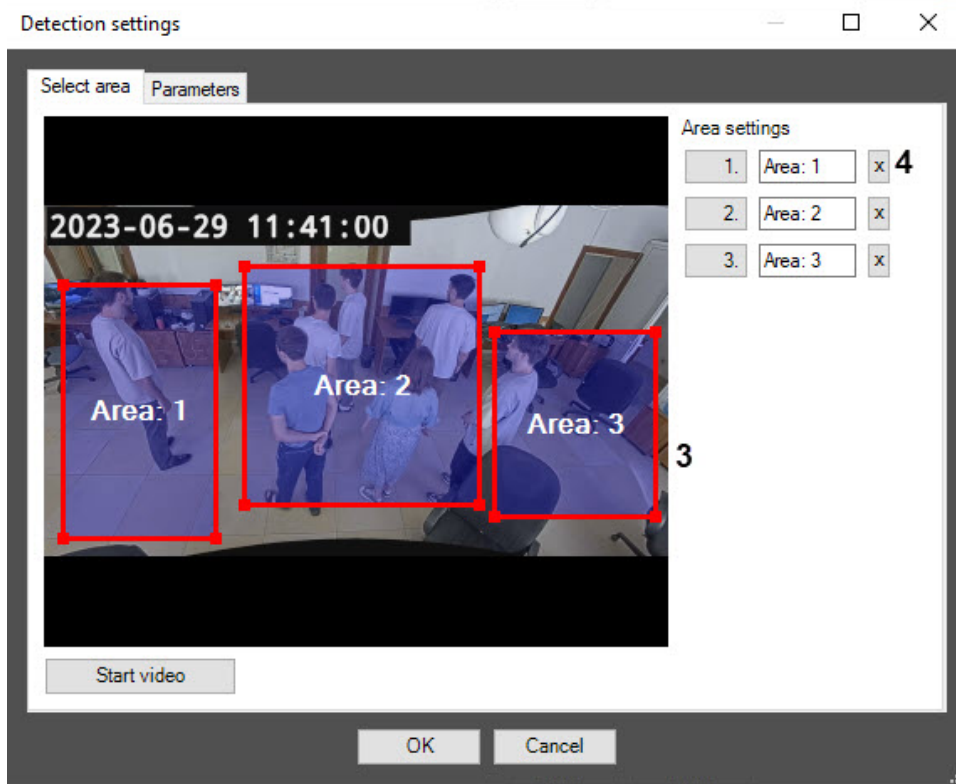 Detection settings
Select area Parameters
Area settings
1. Area: 1 x 4
2. Area: 2 x
3. Area: 3 x
2023-06-29 11:41:00
Area: 1
Area: 2
Area: 3
3
Start video
OK Cancel